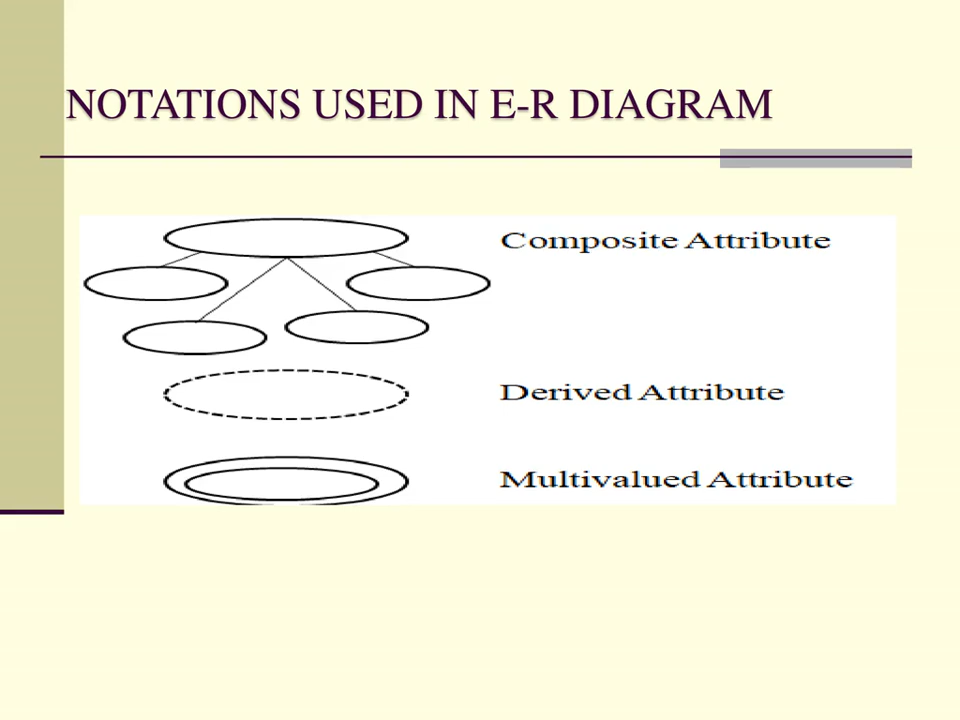 NOTATIONS USED IN E-R DIAGRAM
Composite Attribute
Derived Attribute
Multivalued Attribute